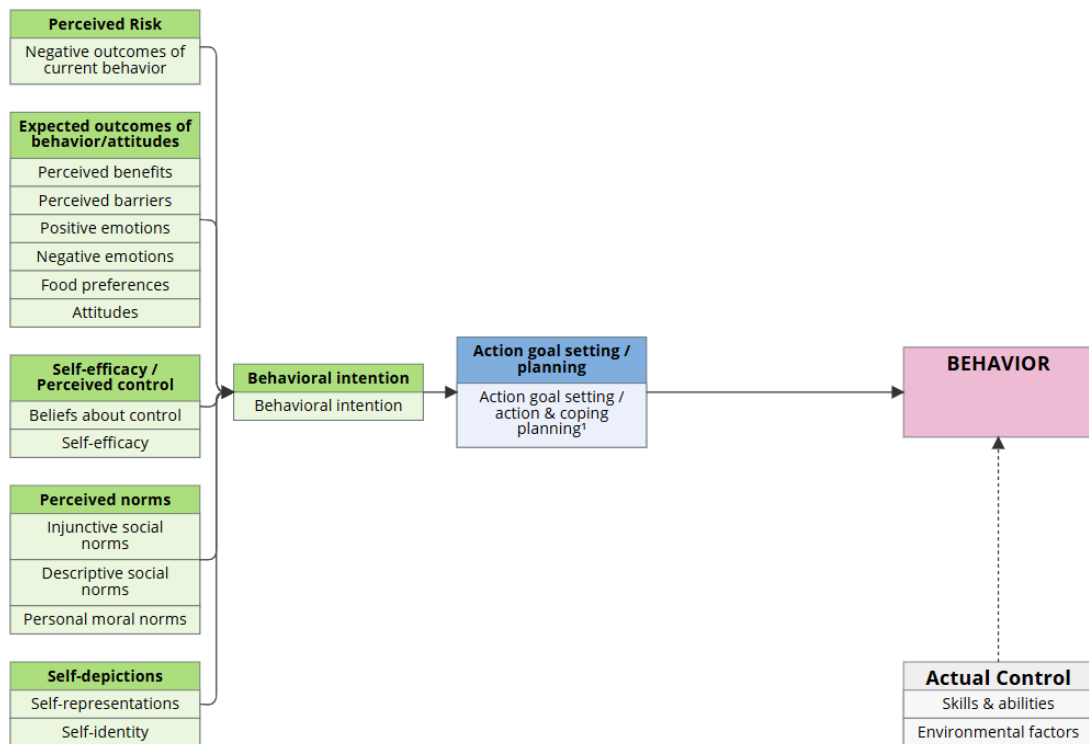 Perceived Risk
Negative outcomes of
current behavior
Expected outcomes of
behavior/attitudes
Perceived benefits
Perceived barriers
Positive emotions
Negative emotions
Food preferences
Attitudes
Self-efficacy /
Perceived control
Beliefs about control
Self-efficacy
Perceived norms
Injunctive social
norms
Descriptive social
norms
Personal moral norms
Self-depictions
Self-representations
Self-identity
Behavioral intention
Behavioral intention
Action goal setting /
planning
Action goal setting /
action & coping
planning¹
BEHAVIOR
Actual Control
Skills & abilities
Environmental factors